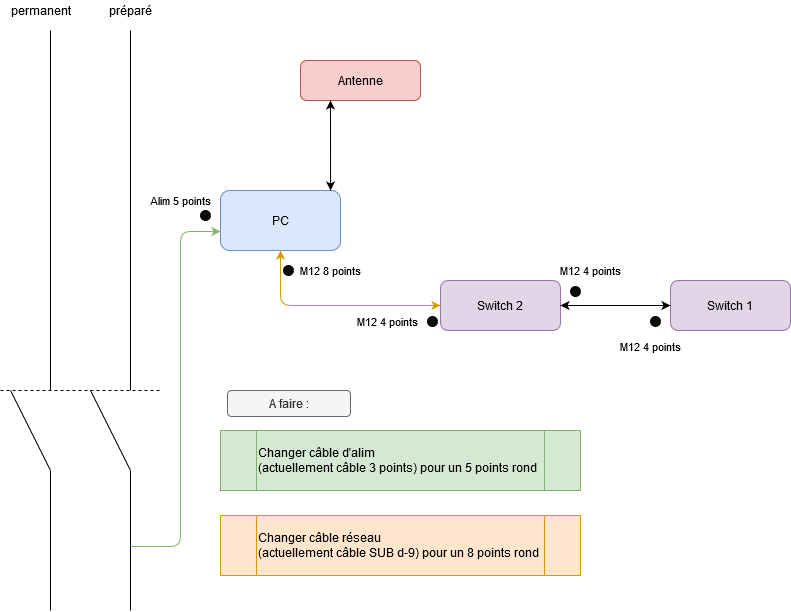 permanent
préparé
Antenne
Alim 5 points
PC
M12 8 points
M12 4 points
Switch 2
Switch 1
M12 4 points
M12 4 points
A faire :
Changer câble d'alim
(actuellement câble 3 points) pour un 5 points rond
Changer câble réseau
(actuellement câble SUB d-9) pour un 8 points rond